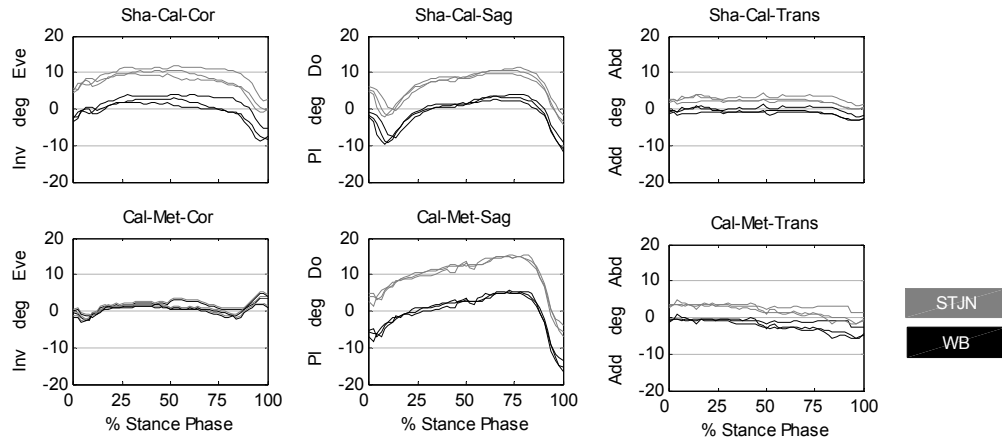 Sha-Cal-Cor
Sha-Cal-Sag
Sha-Cal-Trans
20
10
0
-10
20
Inv deg Eve
20
10
0
-10
20
Pl deg Do
20
10
0
-10
-20
Add deg Abd
Cal-Met-Cor
Cal-Met-Sag
Cal-Met-Trans
20
10
0
-10
-20
Inv deg Eve
0 25 50 75 100
% Stance Phase
20
10
0
-10
-20
Pl deg Do
0 25 50 75 100
% Stance Phase
20
10
0
-10
-20
Add deg Abd
0 25 50 75 100
% Stance Phase
STJN
WB